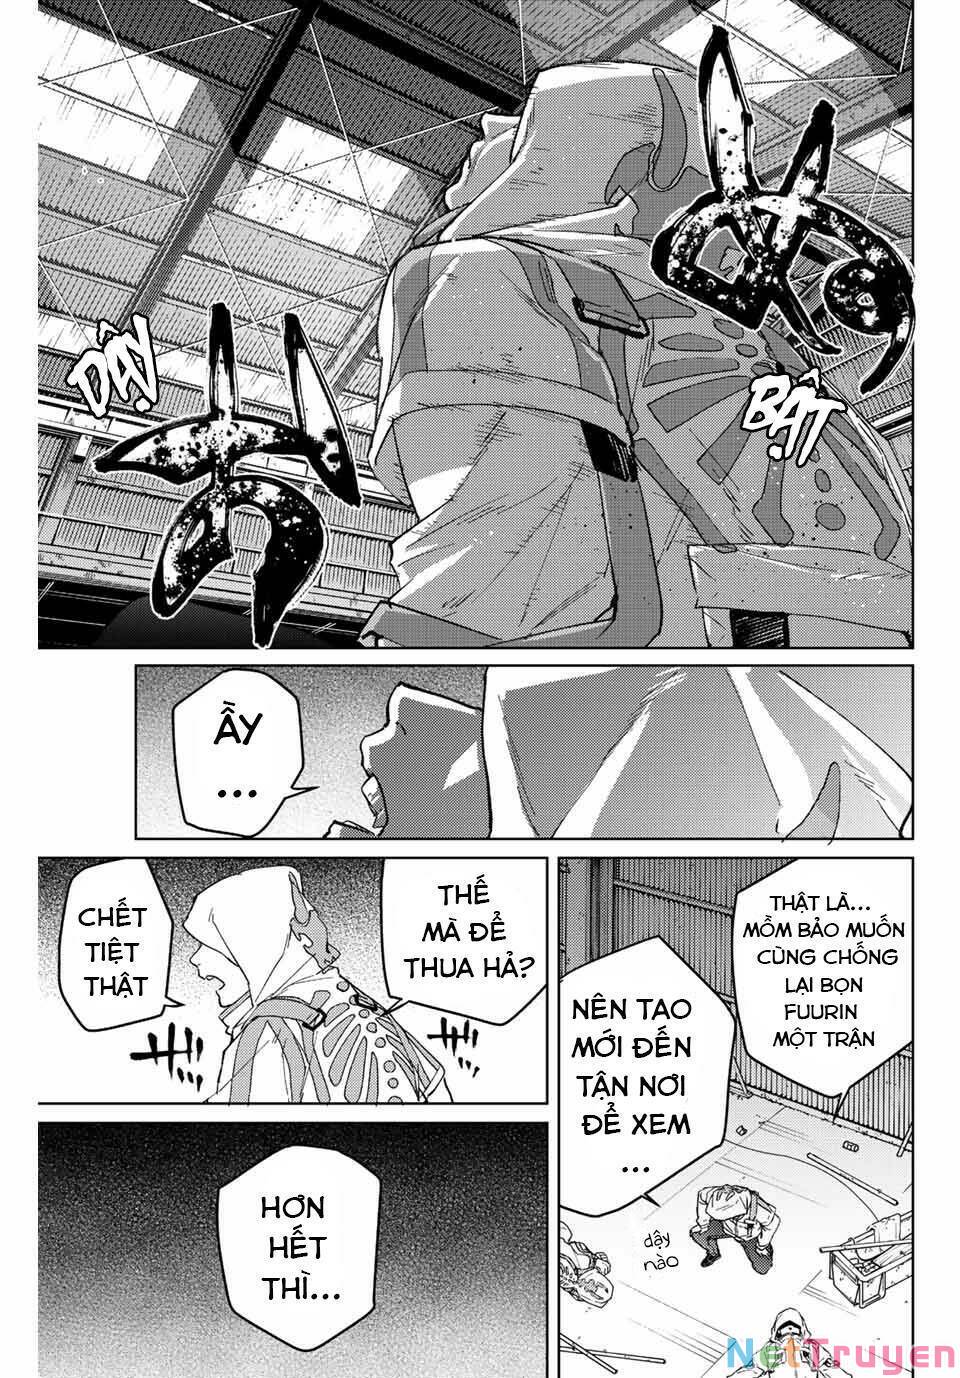 BẬT
DẬY
ẦY
...
THẬT LÀ...
MỒM BẢO MUỐN
CÙNG CHỐNG
LẠI BỌN
FUURIN
MỘT TRẬN
NÊN TAO
MỚI ĐẾN
TẬN NƠI
ĐỂ XEM
...
dậy
nào
THẾ
MÀ ĐỂ
THUA HẢ?
CHẾT
TIỆT
THẬT
HƠN
HẾT
THÌ...
NetTruyen